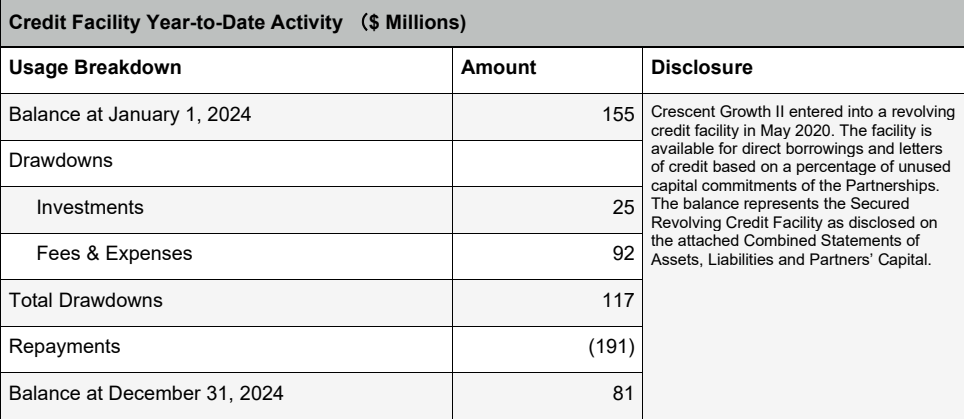 Credit Facility Year-to-Date Activity （$ Millions)
Usage Breakdown Amount Disclosure
Balance at January 1, 2024 155
Drawdowns
Investments 25
Fees & Expenses 92
Total Drawdowns 117
Repayments (191)
Balance at December 31, 2024 81
Crescent Growth II entered into a revolving
credit facility in May 2020. The facility is
available for direct borrowings and letters
of credit based on a percentage of unused
capital commitments of the Partnerships.
The balance represents the Secured
Revolving Credit Facility as disclosed on
the attached Combined Statements of
Assets, Liabilities and Partners’ Capital.